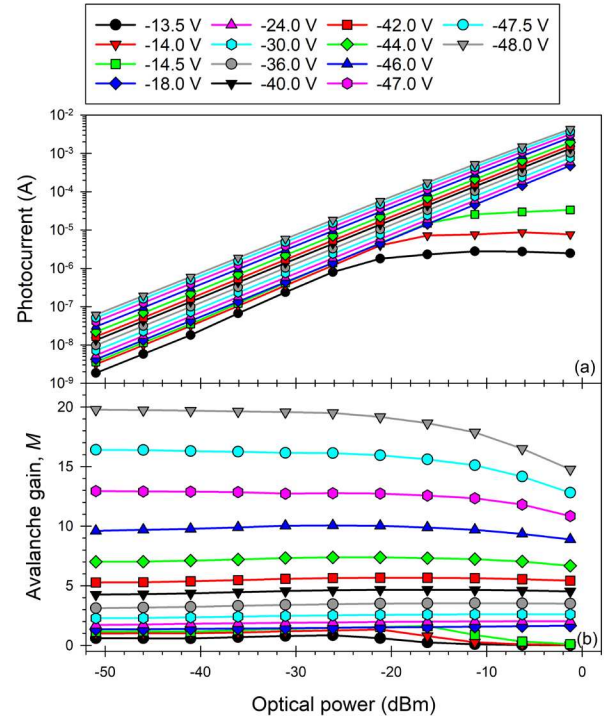 -13.5 V -24.0 V -42.0 V -47.5 V
-14.0 V -30.0 V -44.0 V -48.0 V
-14.5 V -36.0 V -46.0 V
-18.0 V -40.0 V -47.0 V
10-2
10-3
10-4
10-5
10-6
10-7
10-8
10-9
Photocurrent (A)
(a)
20
15
10
5
0
Avalanche gain, M
(b)
-50 -40 -30 -20 -10 0
Optical power (dBm)